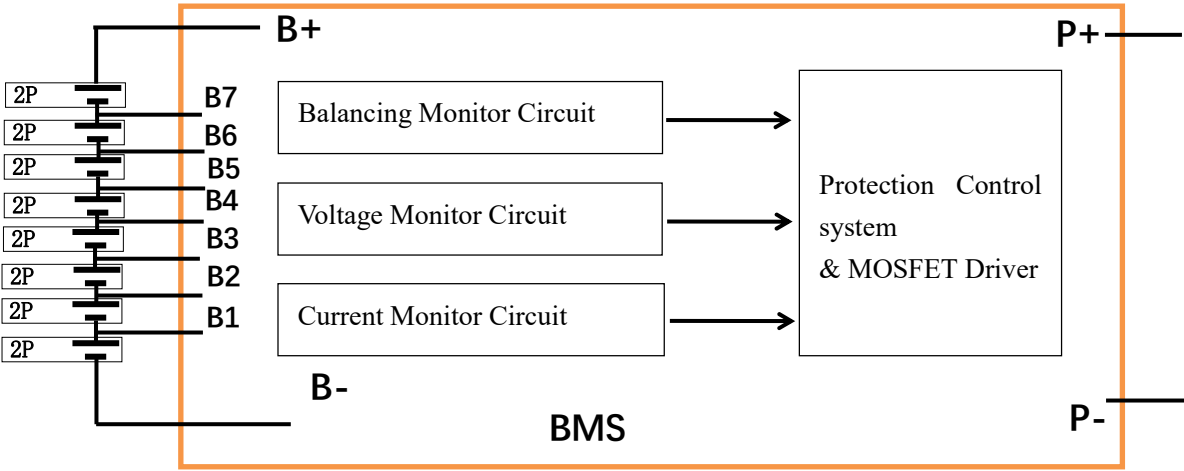 B+
P+
2P
B7
Balancing Monitor Circuit
2P
B6
2P
B5
2P
B4
Voltage Monitor Circuit
Protection Control
system
& MOSFET Driver
2P
B3
2P
B2
2P
B1
Current Monitor Circuit
2P
B-
P-
BMS